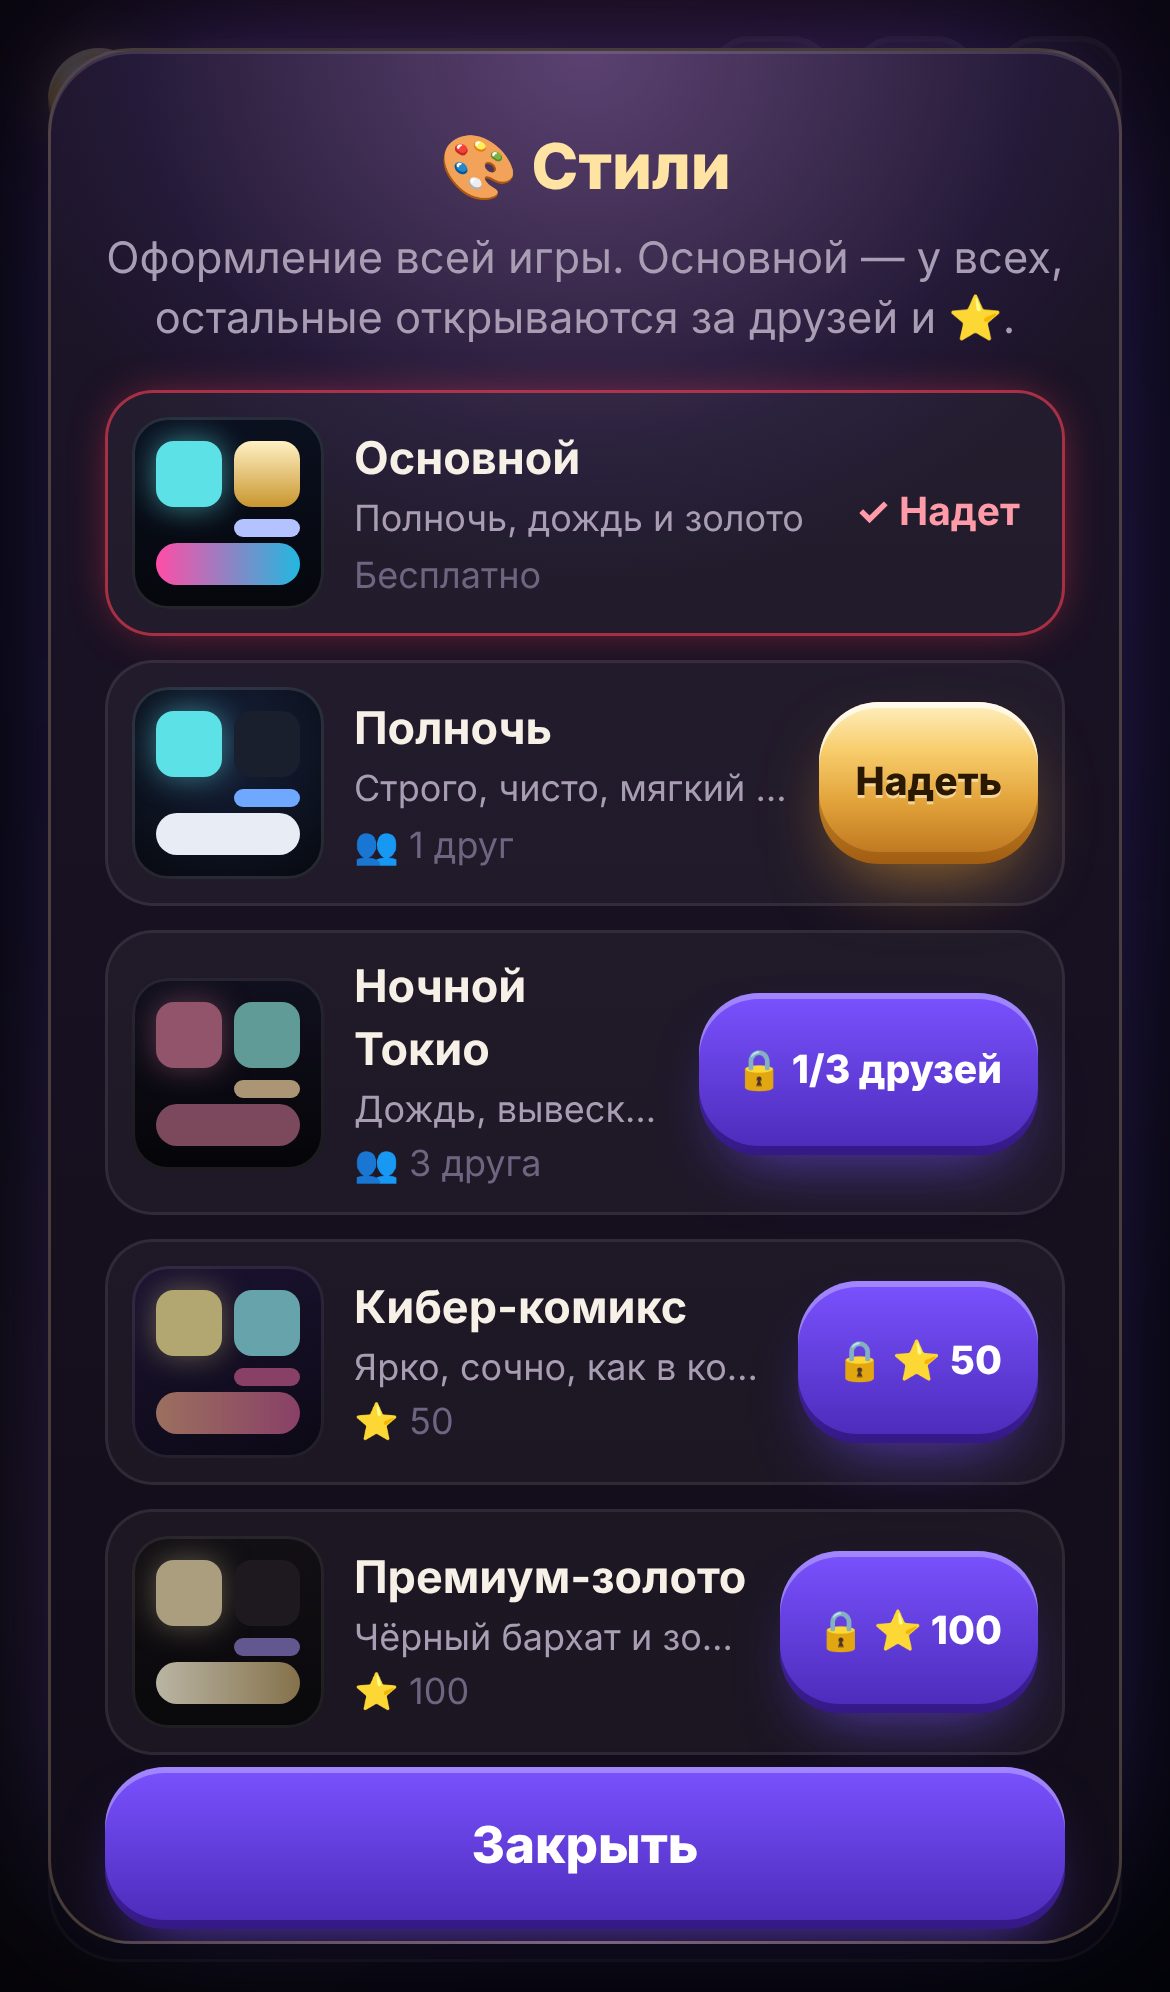 🎨 Стили
Оформление всей игры. Основной — у всех,
остальные открываются за друзей и ⭐.
Основной
Полночь, дождь и золото
Бесплатно
✓ Надет
Полночь
Строго, чисто, мягкий ...
👥 1 друг
Надеть
Ночной
Токио
Дождь, вывеск...
👥 3 друга
🔒 1/3 друзей
Кибер-комикс
Ярко, сочно, как в ко...
⭐ 50
🔒 ⭐ 50
Премиум-золото
Чёрный бархат и зо...
⭐ 100
🔒 ⭐ 100
Закрыть